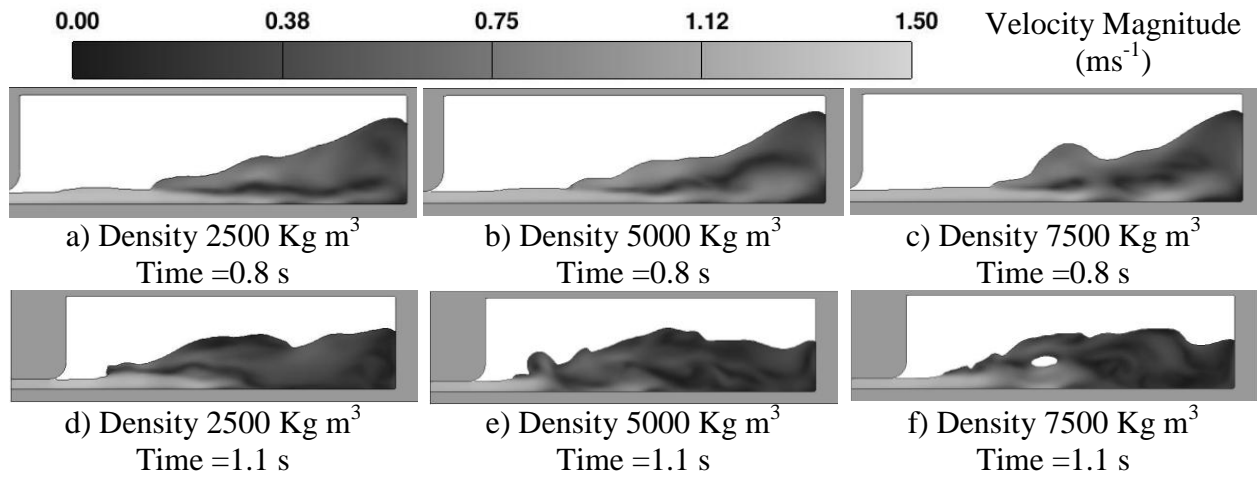 0.00 0.38 0.75 1.12 1.50 Velocity Magnitude
(ms⁻¹)
a) Density 2500 Kg m³ b) Density 5000 Kg m³ c) Density 7500 Kg m³
Time =0.8 s Time =0.8 s Time =0.8 s
d) Density 2500 Kg m³ e) Density 5000 Kg m³ f) Density 7500 Kg m³
Time =1.1 s Time =1.1 s Time =1.1 s